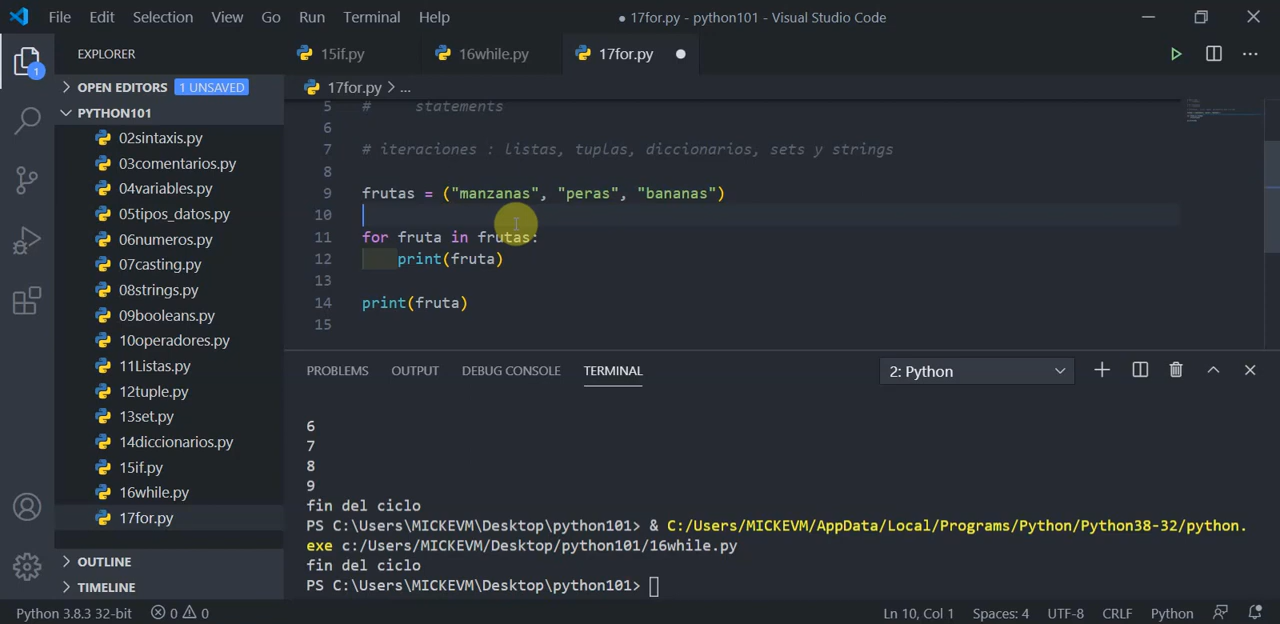 File Edit Selection View Go Run Terminal Help ● 17for.py - python101 - Visual Studio Code
EXPLORER
15if.py 16while.py 17for.py
OPEN EDITORS 1 UNSAVED
17for.py > ...
PYTHON101
02sintaxis.py
03comentarios.py
04variables.py
05tipos_datos.py
06numeros.py
07casting.py
08strings.py
09booleans.py
10operadores.py
11Listas.py
12tuple.py
13set.py
14diccionarios.py
15if.py
16while.py
17for.py
OUTLINE
TIMELINE
1
5 #     statements
6
7 # iteraciones : listas, tuplas, diccionarios, sets y strings
8
9 frutas = ("manzanas", "peras", "bananas")
10
11 for fruta in frutas:
12     print(fruta)
13
14 print(fruta)
15
PROBLEMS OUTPUT DEBUG CONSOLE TERMINAL 2: Python
6
7
8
9
fin del ciclo
PS C:\Users\MICKEVM\Desktop\python101> & C:/Users/MICKEVM/AppData/Local/Programs/Python/Python38-32/python.
exe c:/Users/MICKEVM/Desktop/python101/16while.py
fin del ciclo
PS C:\Users\MICKEVM\Desktop\python101>
Python 3.8.3 32-bit 0 0 Ln 10, Col 1 Spaces: 4 UTF-8 CRLF Python